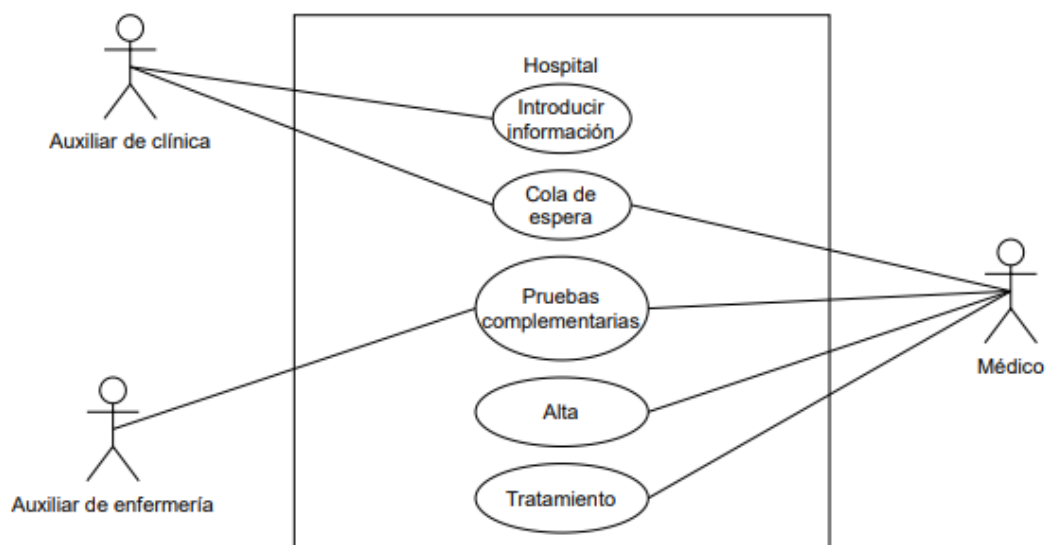 Hospital
Introducir
información
Auxiliar de clínica
Cola de
espera
Pruebas
complementarias
Médico
Alta
Auxiliar de enfermería
Tratamiento